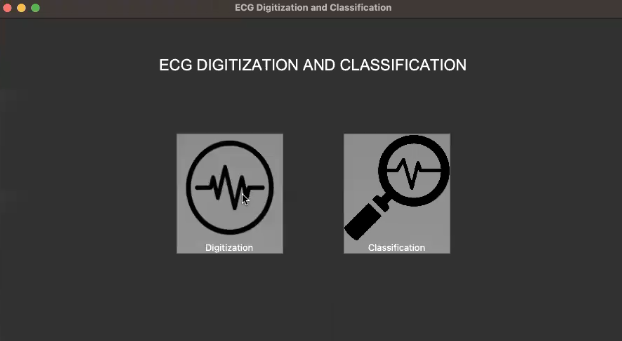 ECG Digitization and Classification
ECG DIGITIZATION AND CLASSIFICATION
Digitization
Classification